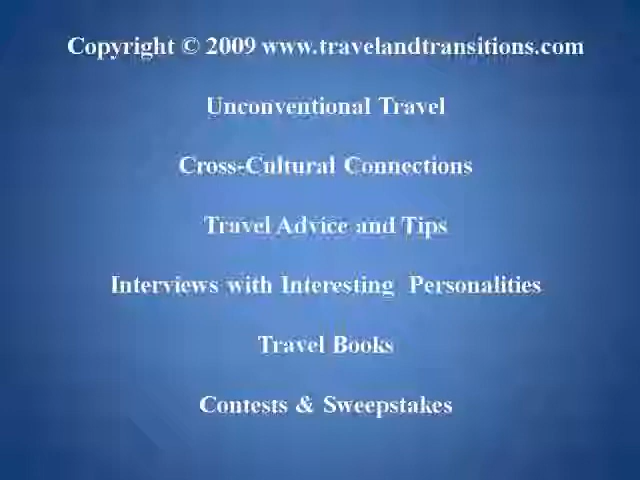 Copyright © 2009 www.travelandtransitions.com
Unconventional Travel
Cross-Cultural Connections
Travel Advice and Tips
Interviews with Interesting Personalities
Travel Books
Contests & Sweepstakes